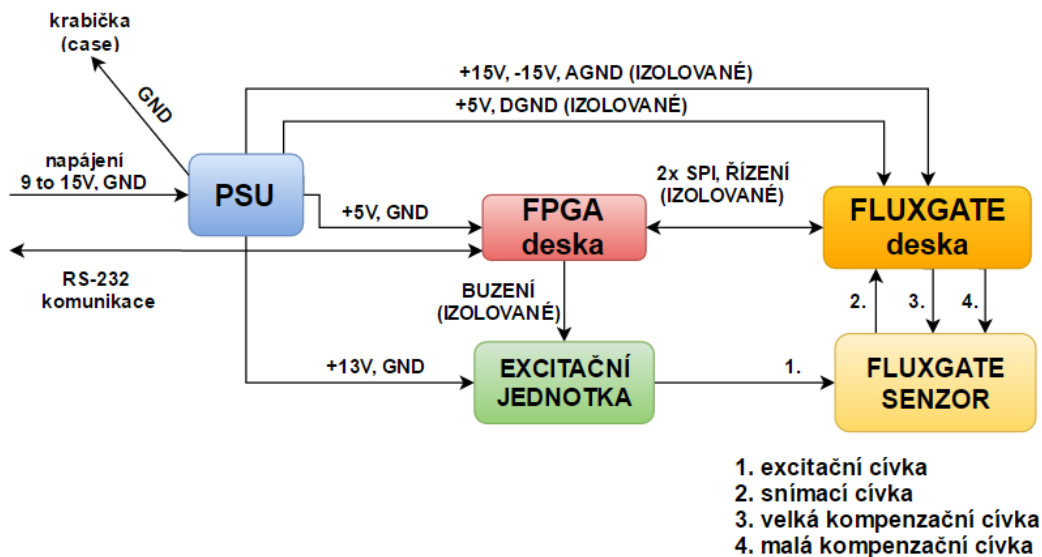 krabička
(case)
GND
+15V, -15V, AGND (IZOLOVANÉ)
+5V, DGND (IZOLOVANÉ)
napájení
9 to 15V, GND
PSU
+5V, GND
FPGA
deska
2x SPI, ŘÍZENÍ
(IZOLOVANÉ)
FLUXGATE
deska
RS-232
komunikace
BUZENÍ
(IZOLOVANÉ)
2.
3.
4.
+13V, GND
EXCITAČNÍ
JEDNOTKA
1.
FLUXGATE
SENZOR
1. excitační cívka
2. snímací cívka
3. velká kompenzační cívka
4. malá kompenzační cívka